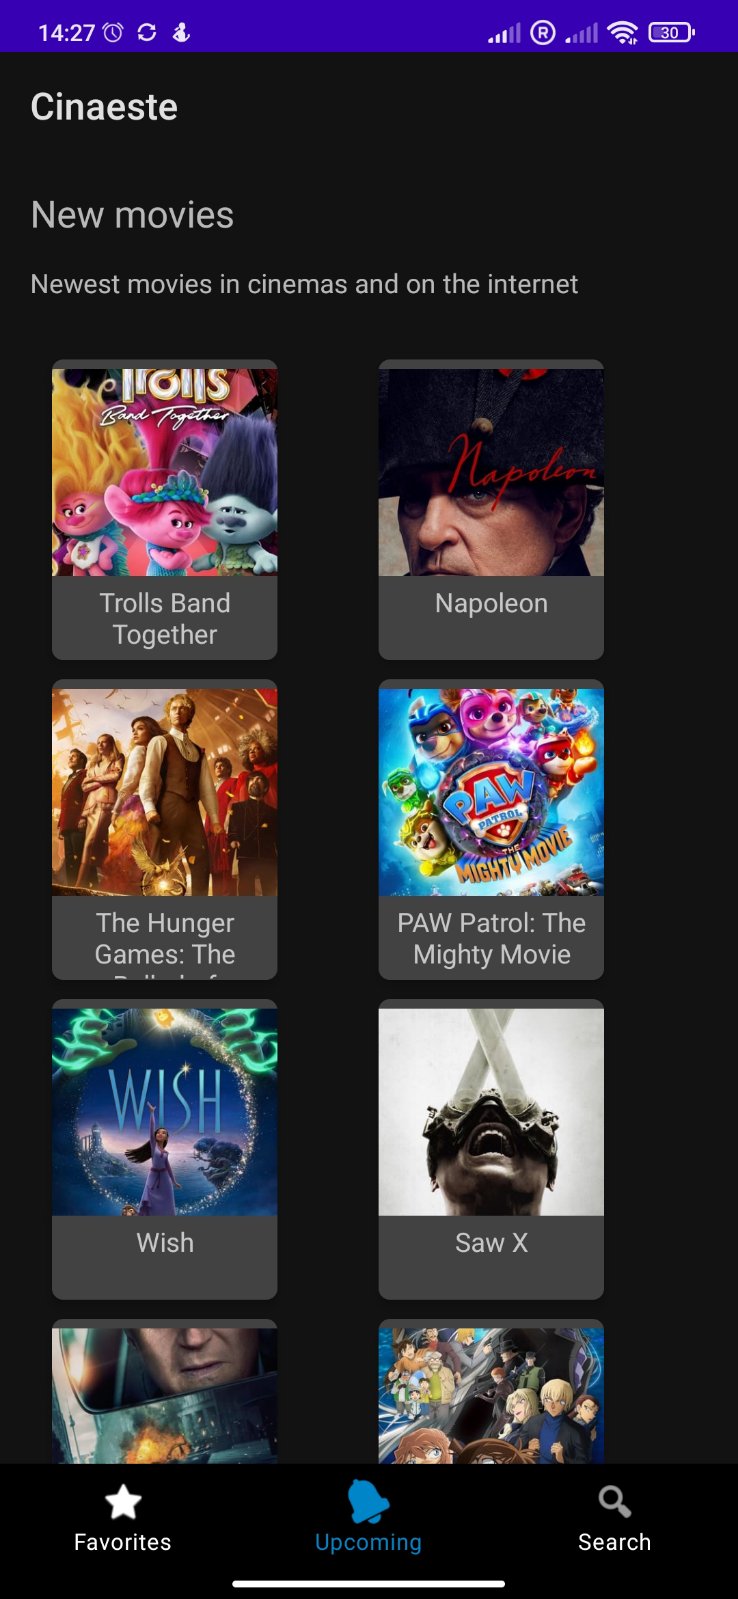 14:27
30
Cinaeste
New movies
Newest movies in cinemas and on the internet
Trolls
Band Together
Napoleon
Trolls Band
Together
Napoleon
PAW
PATROL
THE
MIGHTY MOVIE
The Hunger
Games: The
PAW Patrol: The
Mighty Movie
WISH
Wish
Saw X
Favorites
Upcoming
Search